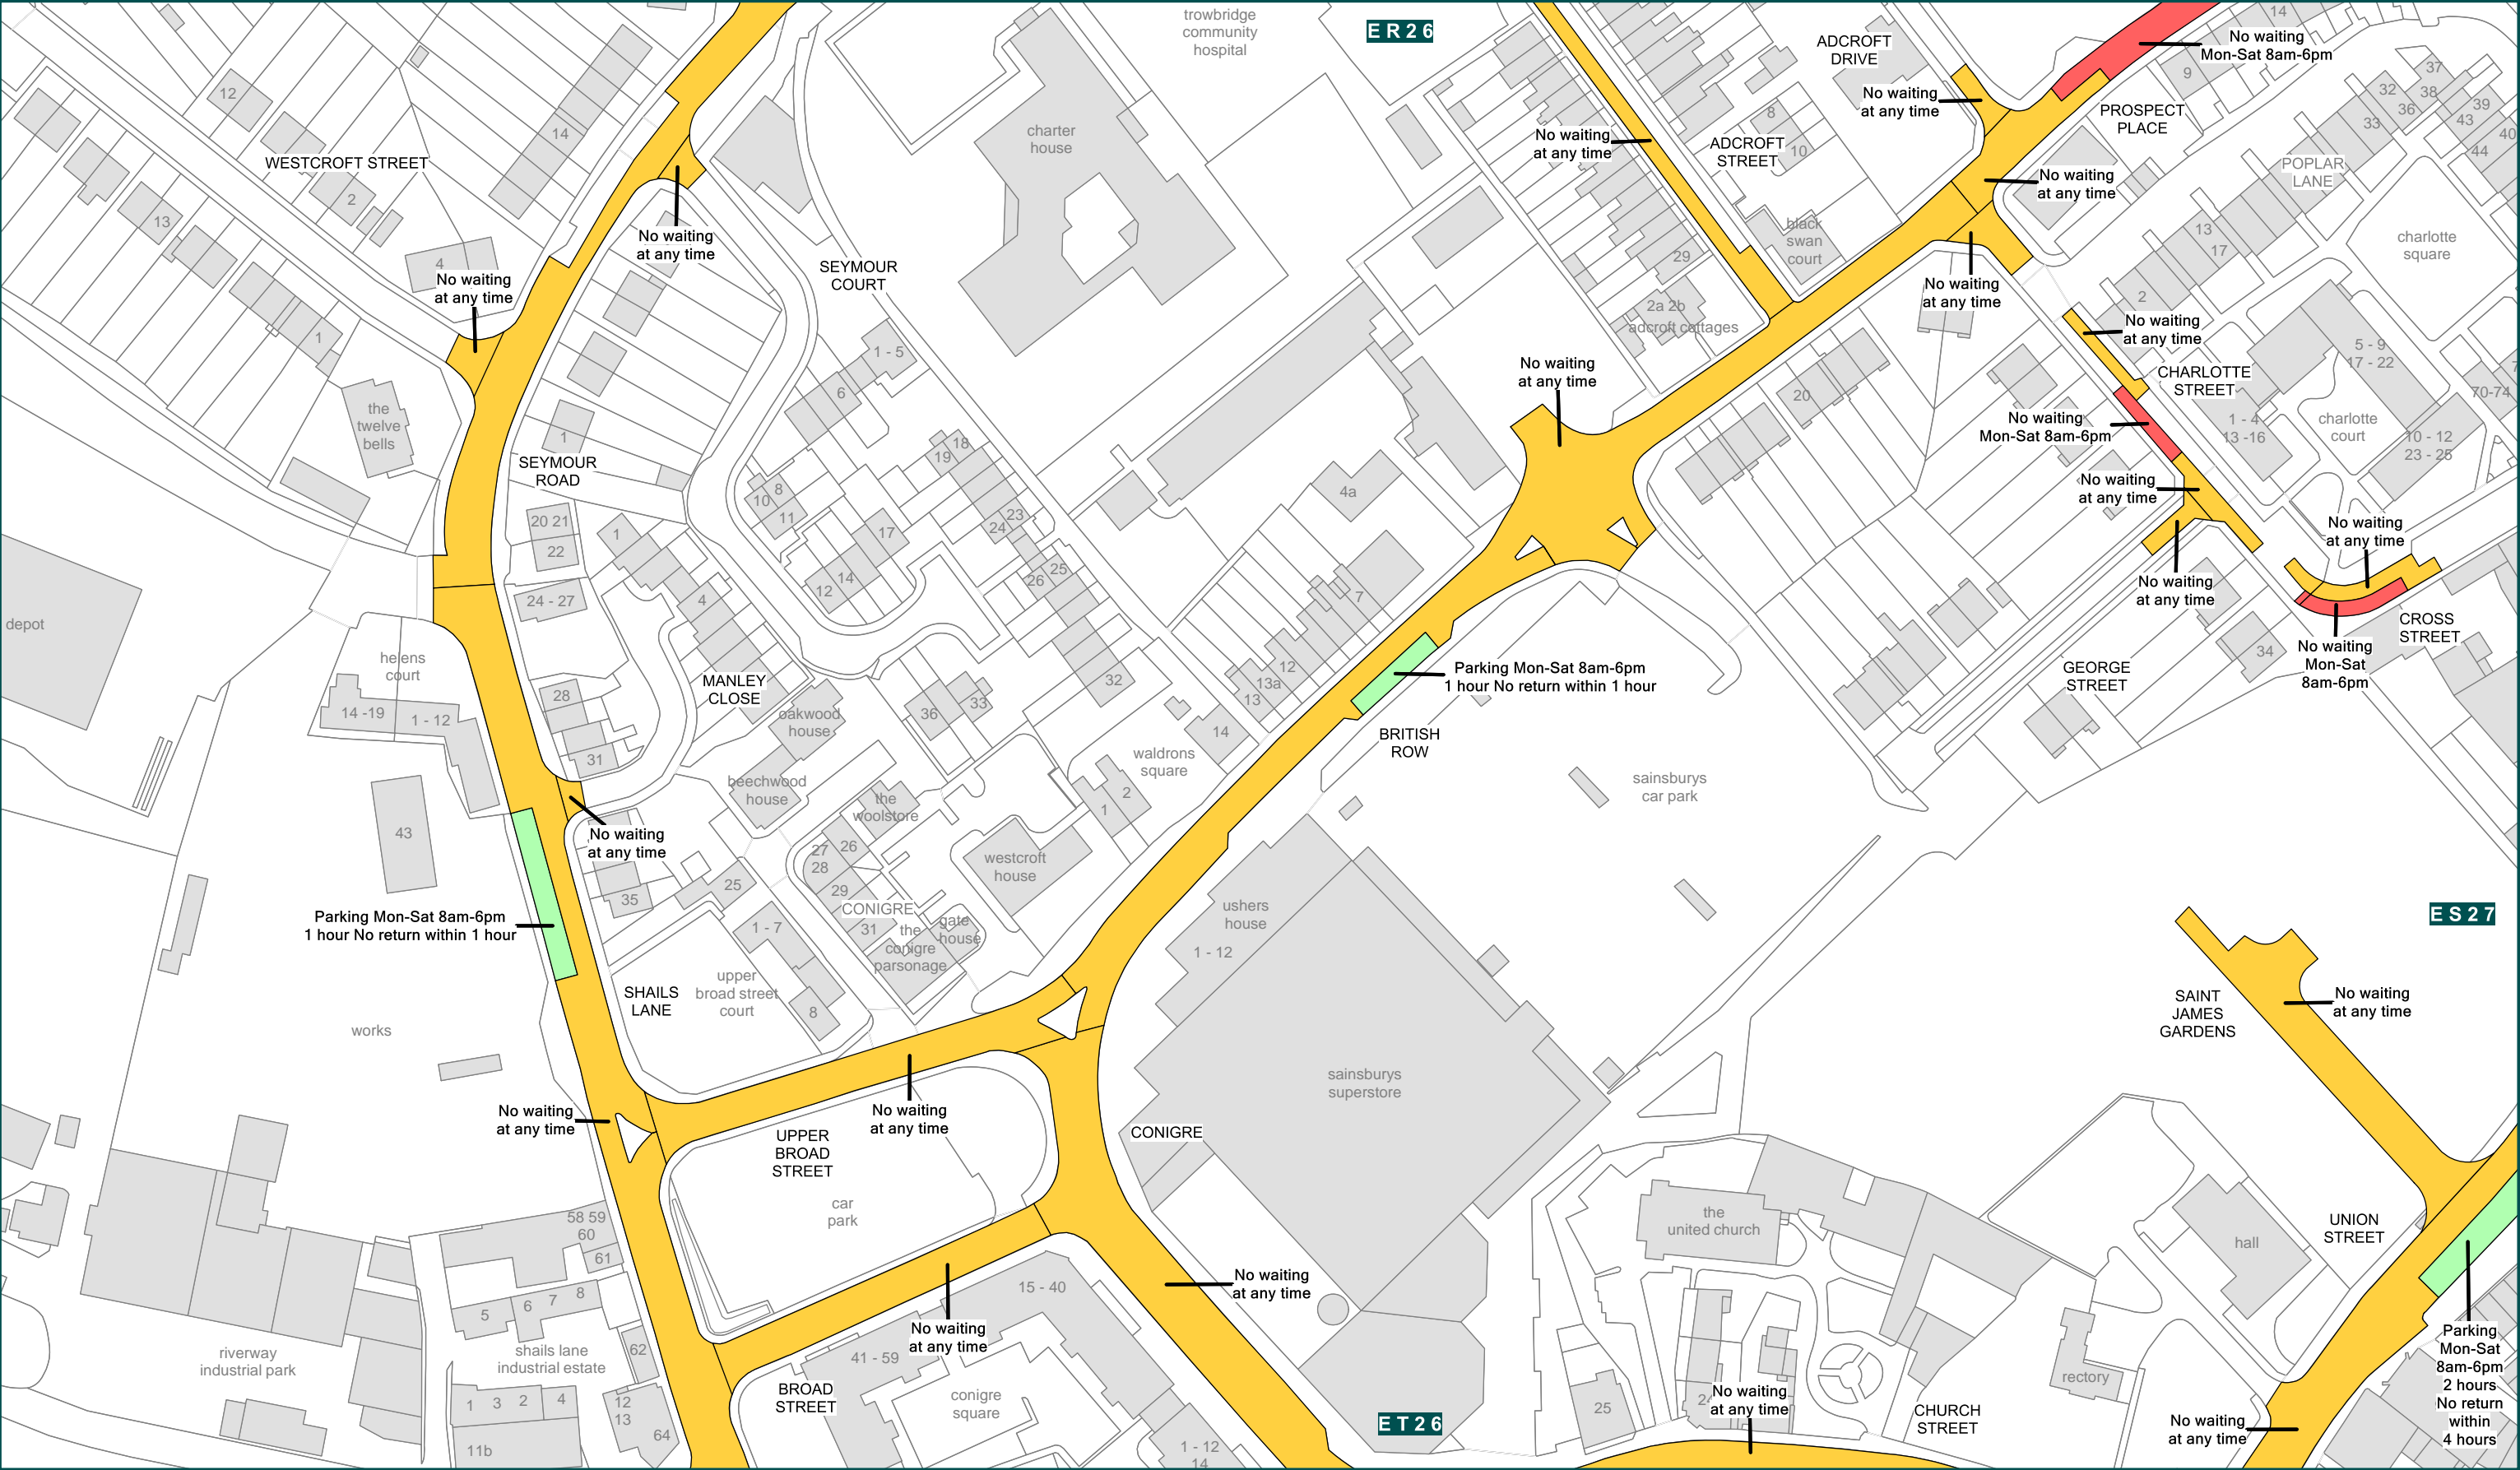 trowbridge
community
hospital
ER26
14
No waiting
Mon-Sat 8am-6pm
ADCROFT
DRIVE
9
37
12
32
38
39
36
33
43
40
44
No waiting
at any time
PROSPECT
PLACE
8
10
14
charter
house
No waiting
at any time
ADCROFT
STREET
WESTCROFT STREET
2
13
POPLAR
LANE
No waiting
at any time
No waiting
at any time
black
swan
court
13
17
charlotte
square
4
No waiting
at any time
SEYMOUR
COURT
29
No waiting
at any time
2
2a 2b
adcroft cottages
1
1 - 5
No waiting
at any time
5 - 9
17 - 22
CHARLOTTE
STREET
No waiting
at any time
6
20
70-74
the
twelve
bells
1
No waiting
Mon-Sat 8am-6pm
1 - 4
13 -16
charlotte
court
10 - 12
23 - 25
18
19
SEYMOUR
ROAD
8
10
11
4a
No waiting
at any time
20 21
22
1
17
23
24
No waiting
at any time
24 - 27
4
12
14
25
26
7
No waiting
at any time
CROSS
STREET
depot
helens
court
14 -19
1 - 12
28
31
MANLEY
CLOSE
oakwood
house
36
33
32
12
13a
13
14
Parking Mon-Sat 8am-6pm
1 hour No return within 1 hour
BRITISH
ROW
GEORGE
STREET
34
No waiting
Mon-Sat
8am-6pm
waldrons
square
beechwood
house
the
woolstore
2
1
sainsburys
car park
43
No waiting
at any time
27
26
28
29
31
westcroft
house
35
25
CONIGRE
the
conigre
parsonage
gate
house
Parking Mon-Sat 8am-6pm
1 hour No return within 1 hour
1 - 7
ushers
house
1 - 12
ES27
SHAILS
LANE
upper
broad street
court
8
SAINT
JAMES
GARDENS
No waiting
at any time
works
sainsburys
superstore
No waiting
at any time
No waiting
at any time
CONIGRE
UPPER
BROAD
STREET
car
park
58 59
60
61
the
united church
UNION
STREET
hall
5
6
7
8
15 - 40
No waiting
at any time
No waiting
at any time
riverway
industrial park
shails lane
industrial estate
62
41 - 59
BROAD
STREET
conigre
square
rectory
Parking
Mon-Sat
8am-6pm
2 hours
No return
within
4 hours
1
3
2
4
12
13
64
11b
1 - 12
14
ET26
25
No waiting
at any time
CHURCH
STREET
No waiting
at any time